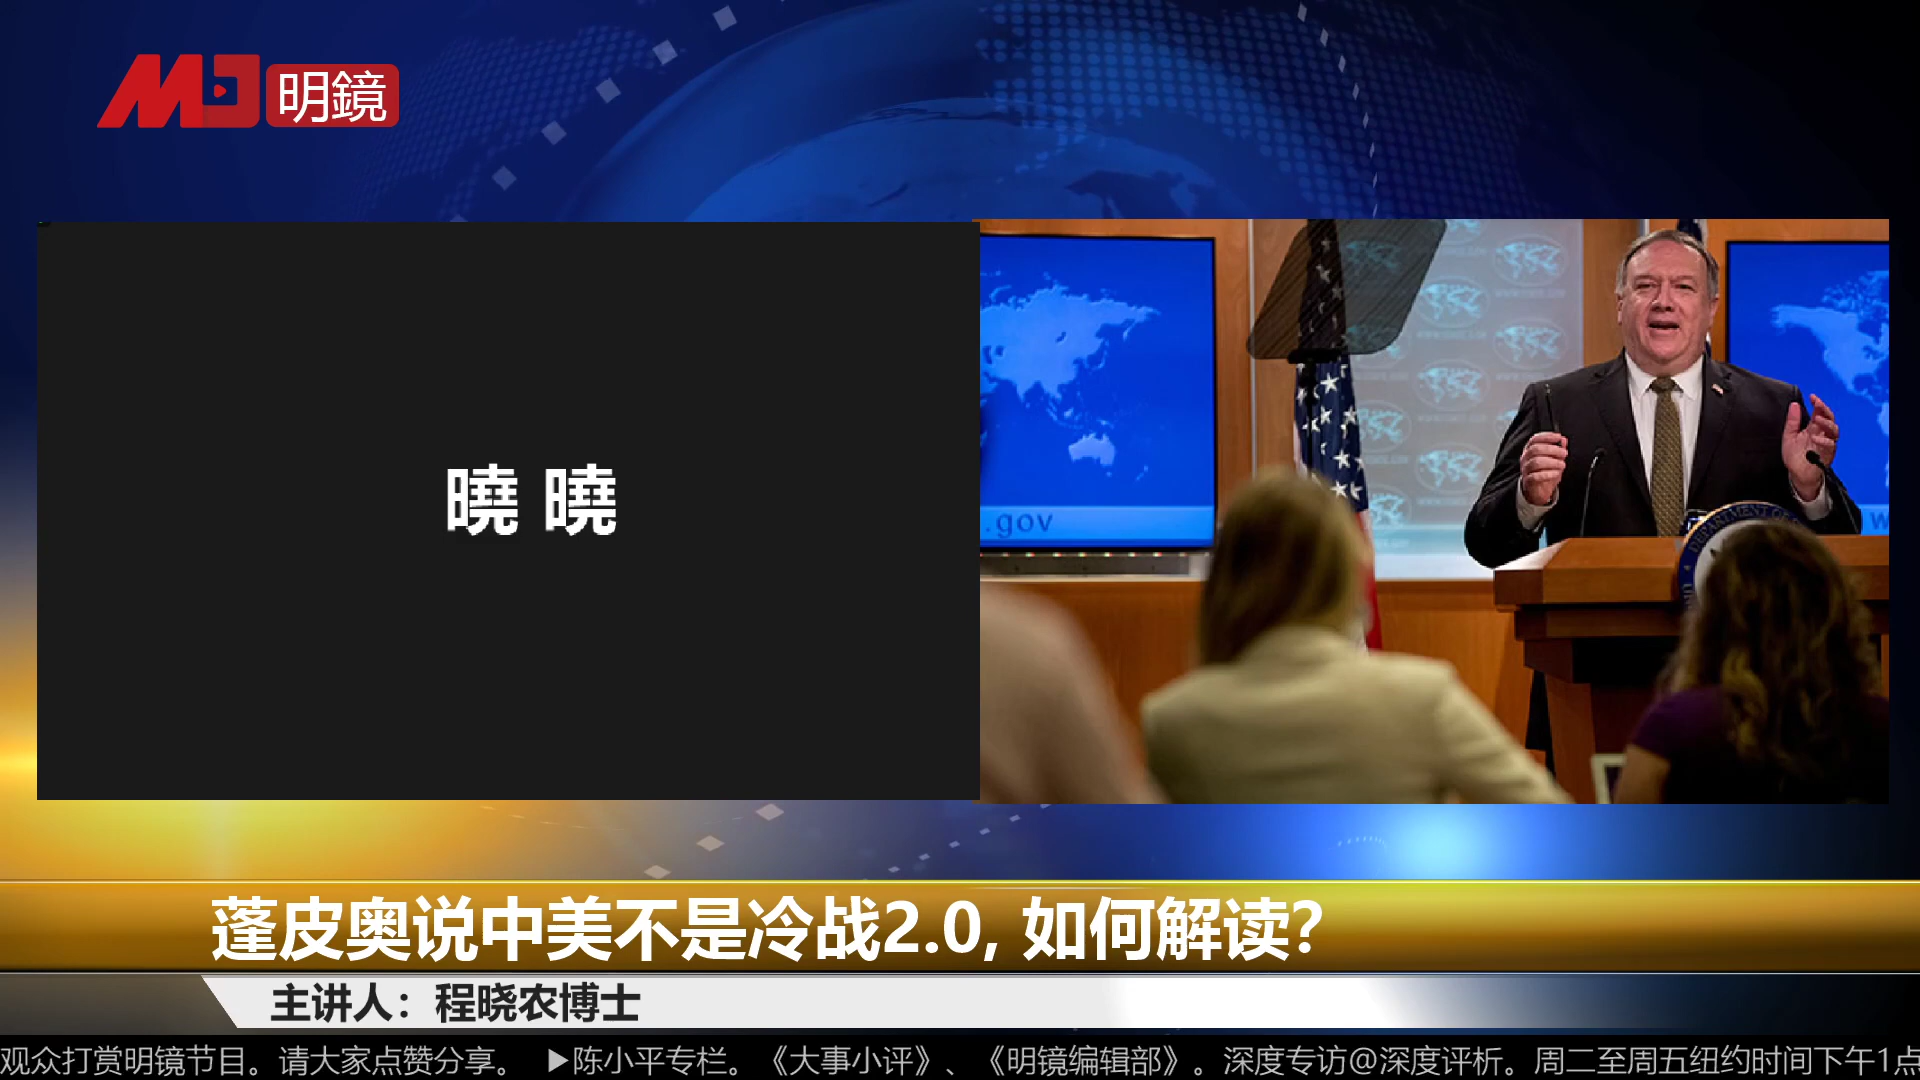 明鏡
曉 曉
.gov
DEPARTMENT OF
蓬皮奥说中美不是冷战2.0, 如何解读?
主讲人：程晓农博士
观众打赏明镜节目。请大家点赞分享。 ▶陈小平专栏。《大事小评》、《明镜编辑部》。深度专访@深度评析。周二至周五纽约时间下午1点